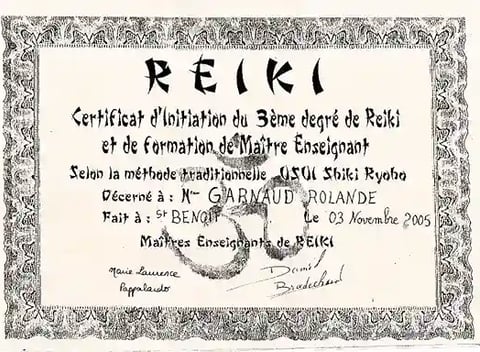 REIKI
Certificat d'Initiation du 3ème degré de Reiki
et de formation de Maître Enseignant
Selon la méthode traditionnelle USUI Shiki Ryoho
Décerné à : Mme GARNAUD ROLANDE
Fait à : St BENOIT Le 03 Novembre 2005
Maîtres Enseignants de REIKI
Marie Laurence
Pappalardo
Daniel